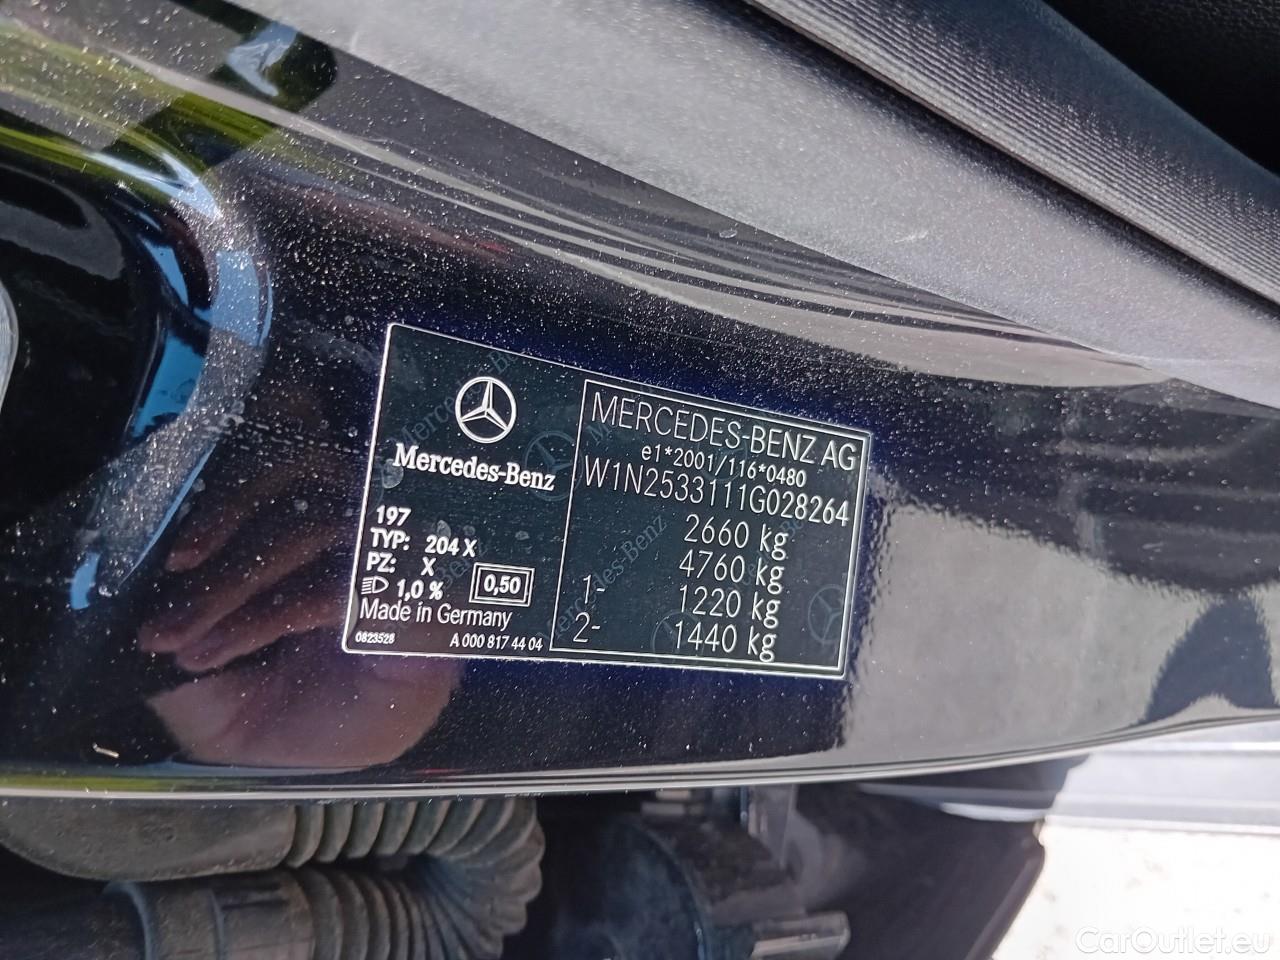 Mercedes-Benz
197
TYP: 204 X
PZ: X
1,0 % 0,50
Made in Germany
0823528 A 000 817 44 04
MERCEDES-BENZ AG
e1*2001/116*0480
W1N2533111G028264
2660 kg
4760 kg
1- 1220 kg
2- 1440 kg
CarOutlet.eu